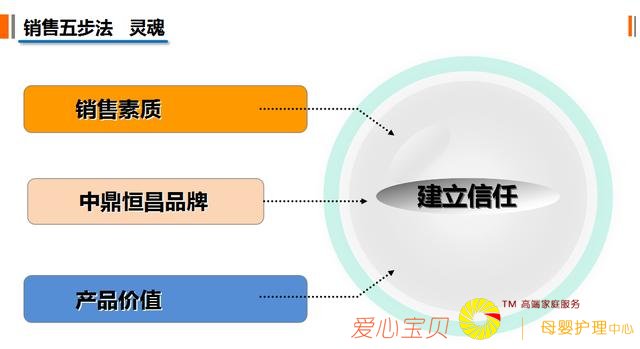 销售五步法 灵魂
销售素质
中鼎恒昌品牌
建立信任
产品价值
TM 高端家庭服务
爱心宝贝 | 母婴护理中心